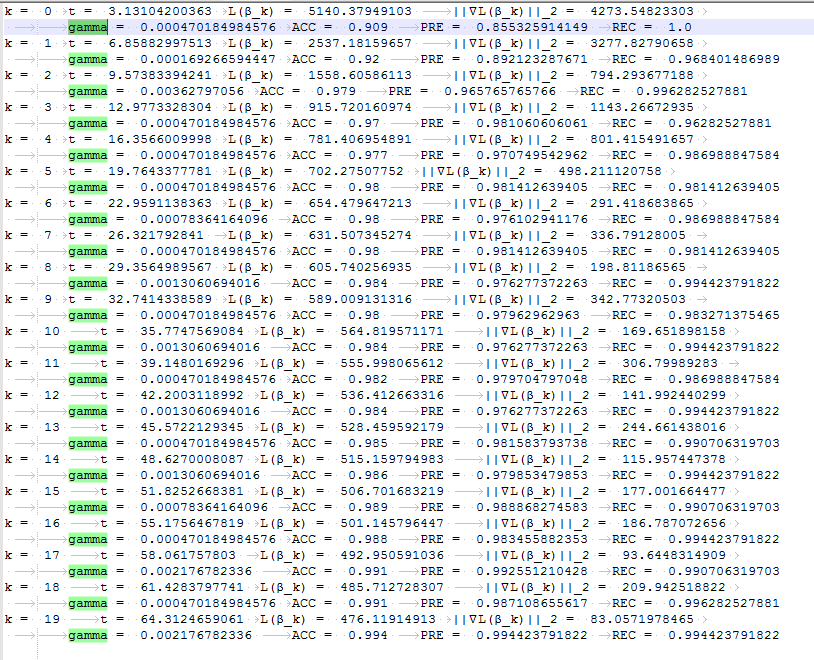 k = 0 t = 3.13104200363 L(β_k) = 5140.37949103 ||∇L(β_k)||_2 = 4273.54823303
gamma = 0.000470184984576 ACC = 0.909 PRE = 0.855325914149 REC = 1.0
k = 1 t = 6.85882997513 L(β_k) = 2537.18159657 ||∇L(β_k)||_2 = 3277.82790658
gamma = 0.000169266594447 ACC = 0.92 PRE = 0.892123287671 REC = 0.968401486989
k = 2 t = 9.57383394241 L(β_k) = 1558.60586113 ||∇L(β_k)||_2 = 794.293677188
gamma = 0.00362797056 ACC = 0.979 PRE = 0.965765765766 REC = 0.996282527881
k = 3 t = 12.9773328304 L(β_k) = 915.720160974 ||∇L(β_k)||_2 = 1143.26672935
gamma = 0.000470184984576 ACC = 0.97 PRE = 0.981060606061 REC = 0.96282527881
k = 4 t = 16.3566009998 L(β_k) = 781.406954891 ||∇L(β_k)||_2 = 801.415491657
gamma = 0.000470184984576 ACC = 0.977 PRE = 0.970749542962 REC = 0.986988847584
k = 5 t = 19.7643377781 L(β_k) = 702.27507752 ||∇L(β_k)||_2 = 498.211120758
gamma = 0.000470184984576 ACC = 0.98 PRE = 0.981412639405 REC = 0.981412639405
k = 6 t = 22.9591138363 L(β_k) = 654.479647213 ||∇L(β_k)||_2 = 291.418683865
gamma = 0.00078364164096 ACC = 0.98 PRE = 0.976102941176 REC = 0.986988847584
k = 7 t = 26.321792841 L(β_k) = 631.507345274 ||∇L(β_k)||_2 = 336.79128005
gamma = 0.000470184984576 ACC = 0.98 PRE = 0.981412639405 REC = 0.981412639405
k = 8 t = 29.3564989567 L(β_k) = 605.740256935 ||∇L(β_k)||_2 = 198.81186565
gamma = 0.0013060694016 ACC = 0.984 PRE = 0.976277372263 REC = 0.994423791822
k = 9 t = 32.7414338589 L(β_k) = 589.009131316 ||∇L(β_k)||_2 = 342.77320503
gamma = 0.000470184984576 ACC = 0.98 PRE = 0.97962962963 REC = 0.983271375465
k = 10 t = 35.7747569084 L(β_k) = 564.819571171 ||∇L(β_k)||_2 = 169.651898158
gamma = 0.0013060694016 ACC = 0.984 PRE = 0.976277372263 REC = 0.994423791822
k = 11 t = 39.1480169296 L(β_k) = 555.998065612 ||∇L(β_k)||_2 = 306.79989283
gamma = 0.000470184984576 ACC = 0.982 PRE = 0.979704797048 REC = 0.986988847584
k = 12 t = 42.2003118992 L(β_k) = 536.412663316 ||∇L(β_k)||_2 = 141.992440299
gamma = 0.0013060694016 ACC = 0.984 PRE = 0.976277372263 REC = 0.994423791822
k = 13 t = 45.5722129345 L(β_k) = 528.459592179 ||∇L(β_k)||_2 = 244.661438016
gamma = 0.000470184984576 ACC = 0.985 PRE = 0.981583793738 REC = 0.990706319703
k = 14 t = 48.6270008087 L(β_k) = 515.159794983 ||∇L(β_k)||_2 = 115.957447378
gamma = 0.0013060694016 ACC = 0.986 PRE = 0.979853479853 REC = 0.994423791822
k = 15 t = 51.8252668381 L(β_k) = 506.701683219 ||∇L(β_k)||_2 = 177.001664477
gamma = 0.00078364164096 ACC = 0.989 PRE = 0.988868274583 REC = 0.990706319703
k = 16 t = 55.1756467819 L(β_k) = 501.145796447 ||∇L(β_k)||_2 = 186.787072656
gamma = 0.000470184984576 ACC = 0.988 PRE = 0.983455882353 REC = 0.994423791822
k = 17 t = 58.061757803 L(β_k) = 492.950591036 ||∇L(β_k)||_2 = 93.6448314909
gamma = 0.002176782336 ACC = 0.991 PRE = 0.992551210428 REC = 0.990706319703
k = 18 t = 61.4283797741 L(β_k) = 485.712728307 ||∇L(β_k)||_2 = 209.942518822
gamma = 0.000470184984576 ACC = 0.991 PRE = 0.987108655617 REC = 0.996282527881
k = 19 t = 64.3124659061 L(β_k) = 476.11914913 ||∇L(β_k)||_2 = 83.0571978465
gamma = 0.002176782336 ACC = 0.994 PRE = 0.994423791822 REC = 0.994423791822